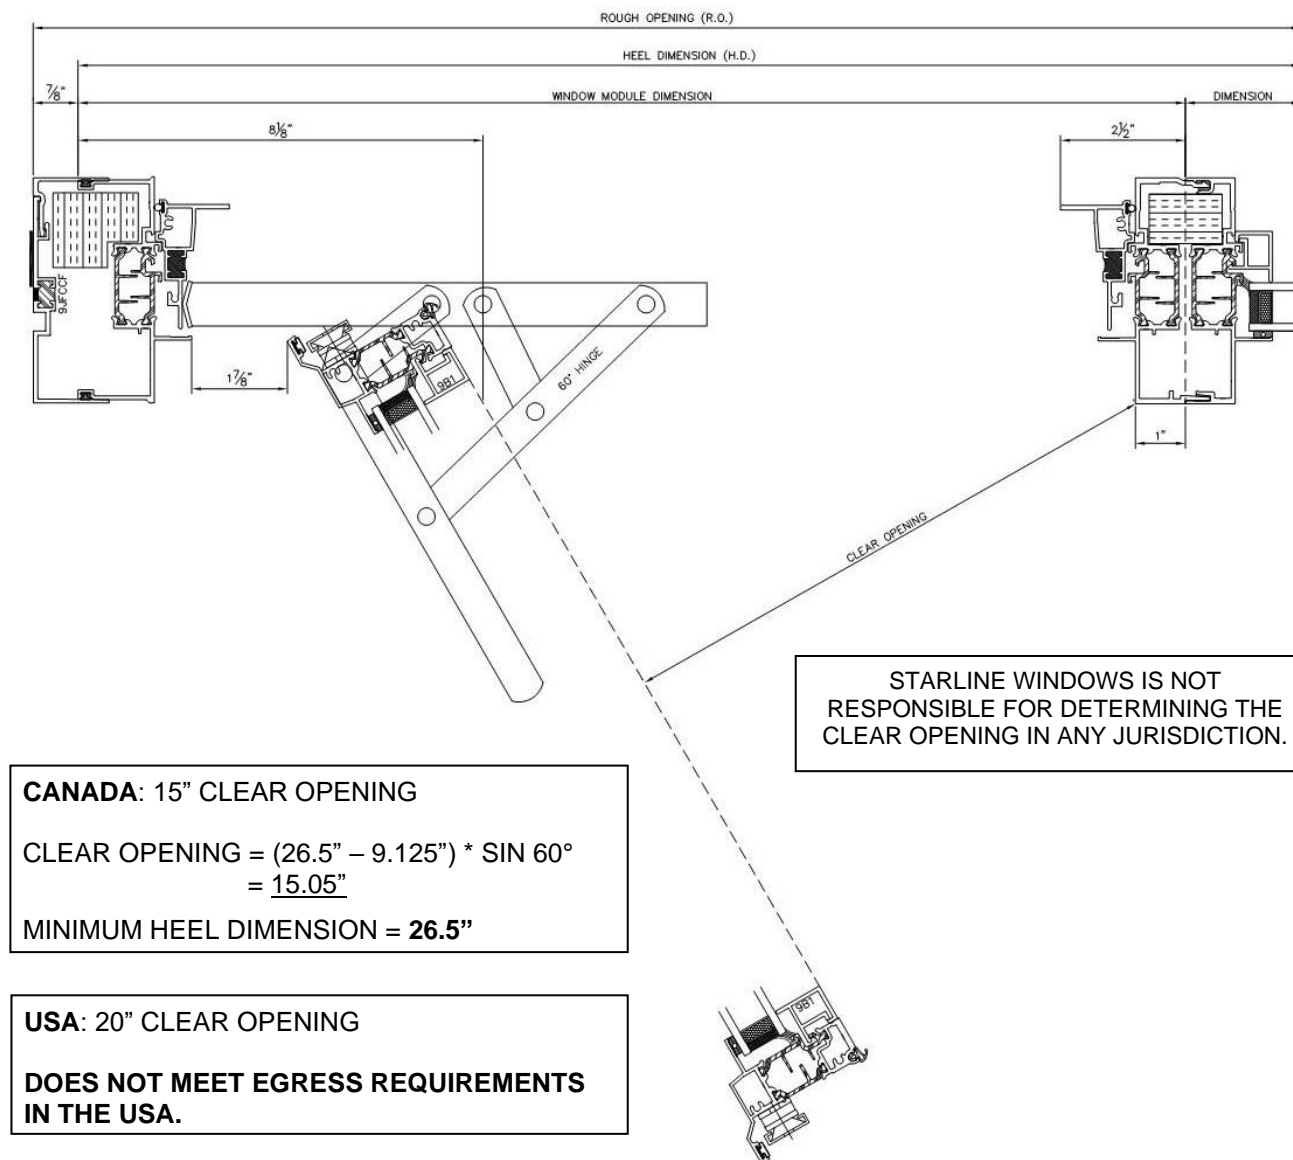 ROUGH OPENING (R.O.)
HEEL DIMENSION (H.D.)
7/8"
WINDOW MODULE DIMENSION
DIMENSION
8 1/8"
2 1/2"
9JFCCF
1 7/8"
9B1
60° HINGE
1"
CLEAR OPENING
STARLINE WINDOWS IS NOT
RESPONSIBLE FOR DETERMINING THE
CLEAR OPENING IN ANY JURISDICTION.
CANADA: 15” CLEAR OPENING
CLEAR OPENING = (26.5” – 9.125”) * SIN 60°
= 15.05”
MINIMUM HEEL DIMENSION = 26.5”
9B1
USA: 20” CLEAR OPENING
DOES NOT MEET EGRESS REQUIREMENTS
IN THE USA.